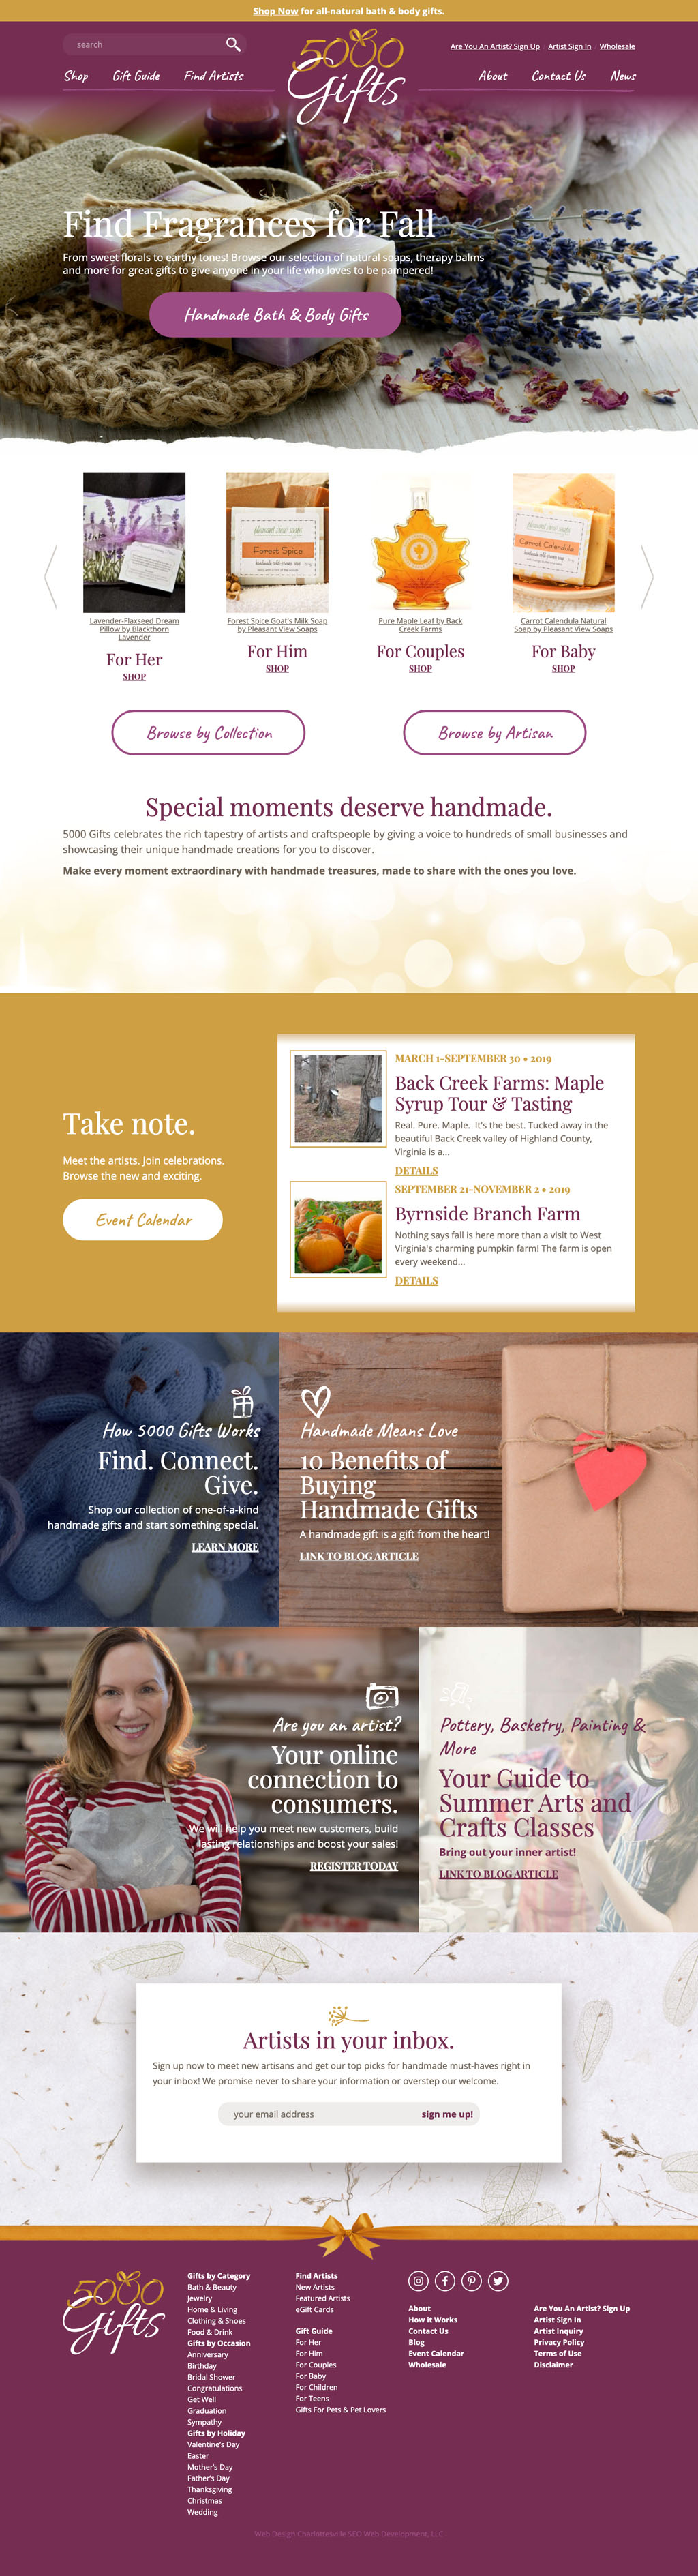 Shop Now for all-natural bath & body gifts.
search
Are You An Artist? Sign Up
Artist Sign In
Wholesale
5000
Gifts
Shop
Gift Guide
Find Artists
About
Contact Us
News
Find Fragrances for Fall
From sweet florals to earthy tones! Browse our selection of natural soaps, therapy balms
and more for great gifts to give anyone in your life who loves to be pampered!
Handmade Bath & Body Gifts
pleasant view soaps
Forest Spice
pleasant view soaps
Carrot Calendula
Lavender-Flaxseed Dream
Pillow by Blackthorn
Lavender
For Her
SHOP
Forest Spice Goat's Milk Soap
by Pleasant View Soaps
For Him
SHOP
Pure Maple Leaf by Back
Creek Farms
For Couples
SHOP
Carrot Calendula Natural
Soap by Pleasant View Soaps
For Baby
SHOP
Browse by Collection
Browse by Artisan
Special moments deserve handmade.
5000 Gifts celebrates the rich tapestry of artists and craftspeople by giving a voice to hundreds of small businesses and
showcasing their unique handmade creations for you to discover.
Make every moment extraordinary with handmade treasures, made to share with the ones you love.
Take note.
Meet the artists. Join celebrations.
Browse the new and exciting.
Event Calendar
MARCH 1-SEPTEMBER 30 • 2019
Back Creek Farms: Maple
Syrup Tour & Tasting
Real. Pure. Maple. It's the best. Tucked away in the
beautiful Back Creek valley of Highland County,
Virginia is a...
DETAILS
SEPTEMBER 21-NOVEMBER 2 • 2019
Byrnside Branch Farm
Nothing says fall is here more than a visit to West
Virginia's charming pumpkin farm! The farm is open
every weekend...
DETAILS
How 5000 Gifts Works
Find. Connect.
Give.
Shop our collection of one-of-a-kind
handmade gifts and start something special.
LEARN MORE
Handmade Means Love
10 Benefits of
Buying
Handmade Gifts
A handmade gift is a gift from the heart!
LINK TO BLOG ARTICLE
Are you an artist?
Your online
connection to
consumers.
We will help you meet new customers, build
lasting relationships and boost your sales!
REGISTER TODAY
Pottery, Basketry, Painting &
More
Your Guide to
Summer Arts and
Crafts Classes
Bring out your inner artist!
LINK TO BLOG ARTICLE
Artists in your inbox.
Sign up now to meet new artisans and get our top picks for handmade must-haves right in
your inbox! We promise never to share your information or overstep our welcome.
your email address
sign me up!
5000
Gifts
Gifts by Category
Bath & Beauty
Jewelry
Home & Living
Clothing & Shoes
Food & Drink
Gifts by Occasion
Anniversary
Birthday
Bridal Shower
Congratulations
Get Well
Graduation
Sympathy
Gifts by Holiday
Valentine's Day
Easter
Mother's Day
Father's Day
Thanksgiving
Christmas
Wedding
Find Artists
New Artists
Featured Artists
eGift Cards
Gift Guide
For Her
For Him
For Couples
For Baby
For Children
For Teens
Gifts For Pets & Pet Lovers
About
How it Works
Contact Us
Blog
Event Calendar
Wholesale
Are You An Artist? Sign Up
Artist Sign In
Artist Inquiry
Privacy Policy
Terms of Use
Disclaimer
Web Design Charlottesville SEO Web Development, LLC